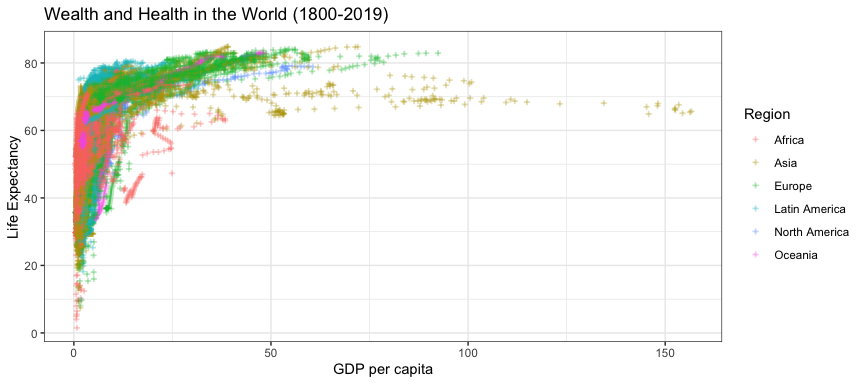 Wealth and Health in the World (1800-2019)
80
60
40
20
0
Life Expectancy
0 50 100 150
GDP per capita
Region
Africa
Asia
Europe
Latin America
North America
Oceania